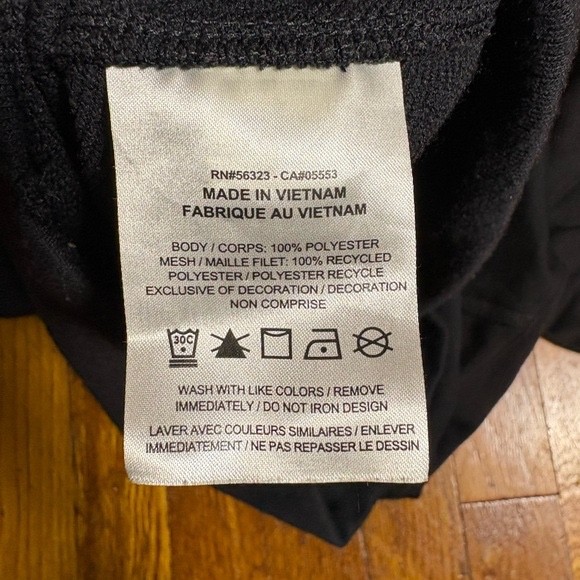 RN#56323 - CA#05553
MADE IN VIETNAM
FABRIQUE AU VIETNAM
BODY / CORPS: 100% POLYESTER
MESH / MAILLE FILET: 100% RECYCLED
POLYESTER / POLYESTER RECYCLE
EXCLUSIVE OF DECORATION / DECORATION
NON COMPRISE
30C
WASH WITH LIKE COLORS / REMOVE
IMMEDIATELY / DO NOT IRON DESIGN
LAVER AVEC COULEURS SIMILAIRES / ENLEVER
IMMEDIATEMENT / NE PAS REPASSER LE DESSIN